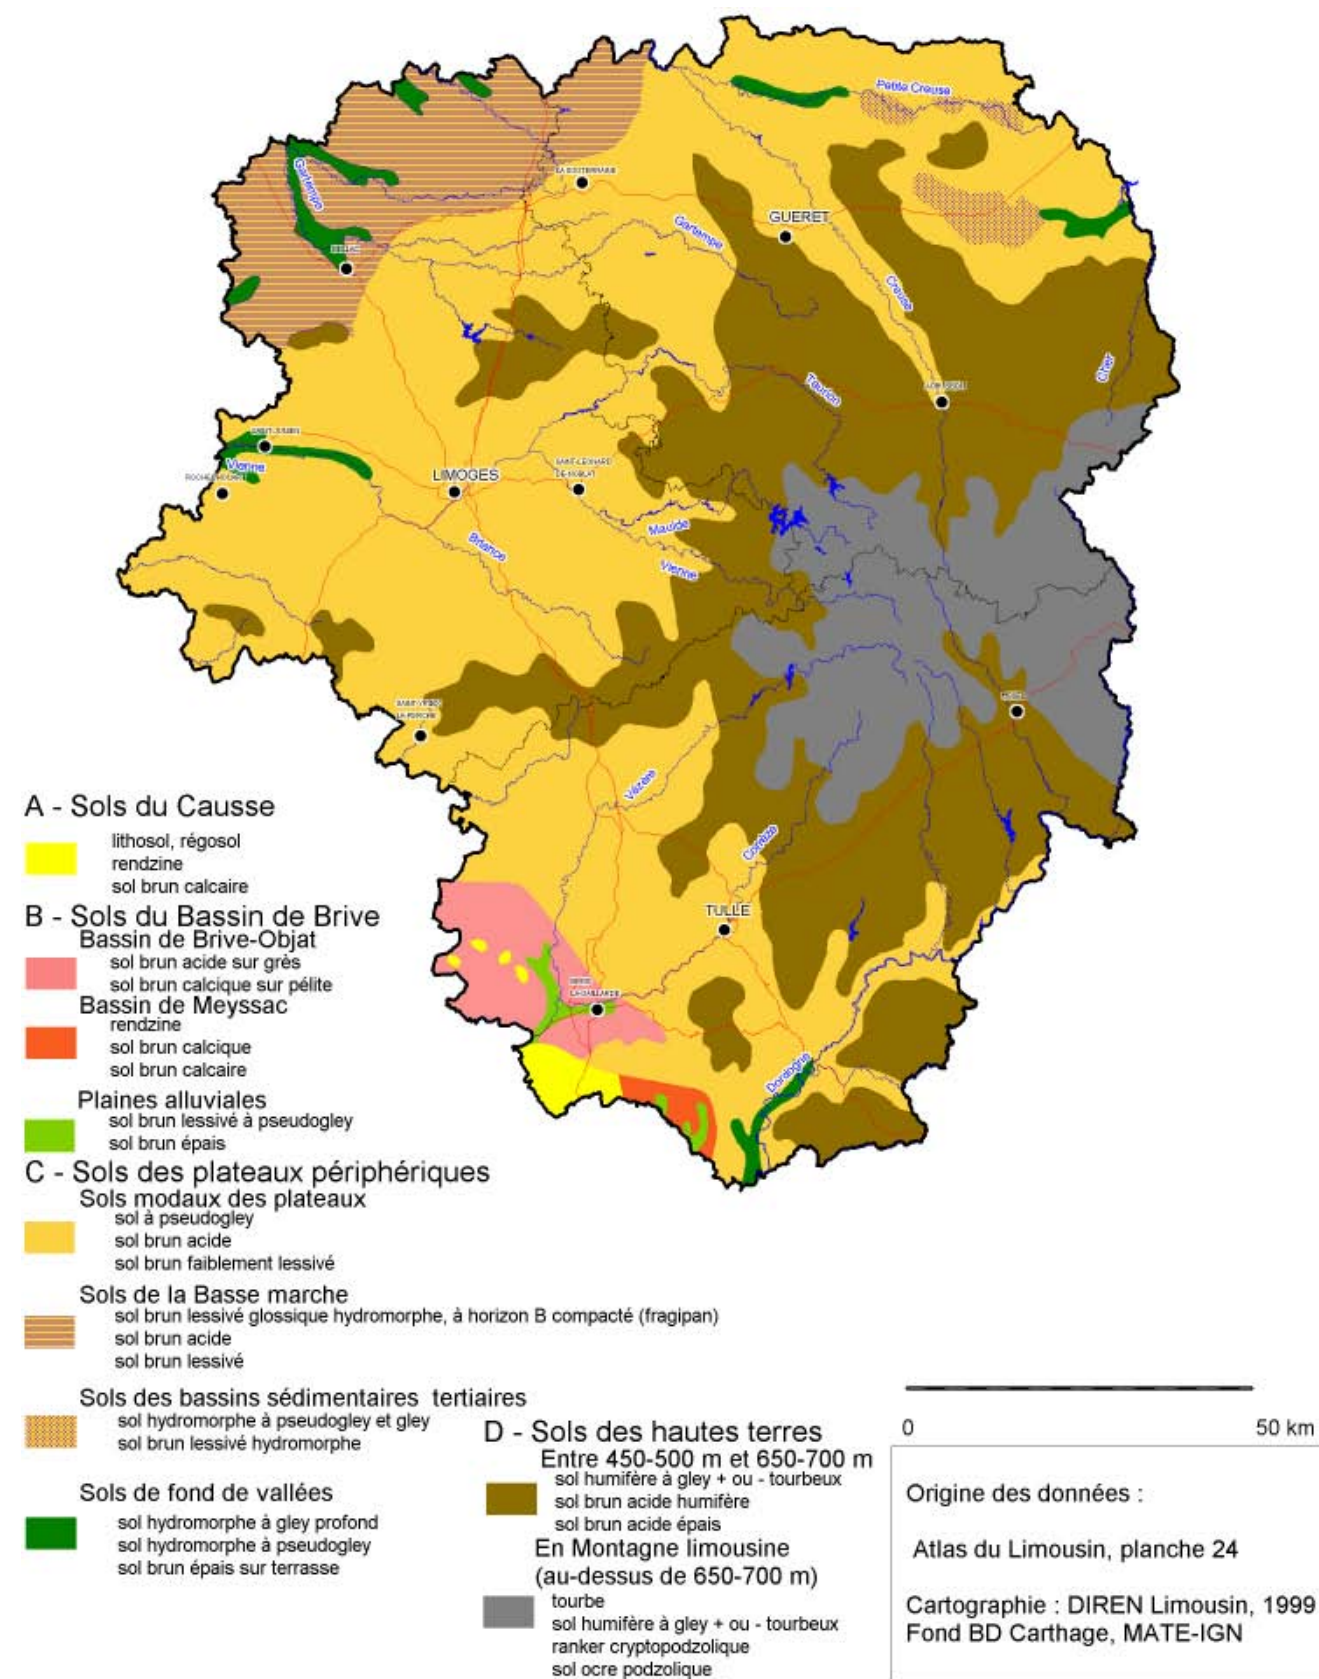 Petite Creuse
Gartempe
LA SOUTERRAINE
GUERET
Gartempe
BELLAC
Creuse
Cher
Taurion
AUBUSSON
SAINT-JUNIEN
Vienne
ROCHECHOUART
LIMOGES
SAINT-LEONARD
DE-NOBLAT
Maulde
Briance
Vienne
SAINT-YRIEIX
LA-PERCHE
USSEL
Vézère
Corrèze
TULLE
BRIVE
LA-GAILLARDE
Dordogne
A - Sols du Causse
lithosol, régosol
rendzine
sol brun calcaire
B - Sols du Bassin de Brive
Bassin de Brive-Objat
sol brun acide sur grès
sol brun calcique sur pélite
Bassin de Meyssac
rendzine
sol brun calcique
sol brun calcaire
Plaines alluviales
sol brun lessivé à pseudogley
sol brun épais
C - Sols des plateaux périphériques
Sols modaux des plateaux
sol à pseudogley
sol brun acide
sol brun faiblement lessivé
Sols de la Basse marche
sol brun lessivé glossique hydromorphe, à horizon B compacté (fragipan)
sol brun acide
sol brun lessivé
Sols des bassins sédimentaires tertiaires
sol hydromorphe à pseudogley et gley
sol brun lessivé hydromorphe
Sols de fond de vallées
sol hydromorphe à gley profond
sol hydromorphe à pseudogley
sol brun épais sur terrasse
D - Sols des hautes terres
Entre 450-500 m et 650-700 m
sol humifère à gley + ou - tourbeux
sol brun acide humifère
sol brun acide épais
En Montagne limousine
(au-dessus de 650-700 m)
tourbe
sol humifère à gley + ou - tourbeux
ranker cryptopodzolique
sol ocre podzolique
0 50 km
Origine des données :
Atlas du Limousin, planche 24
Cartographie : DIREN Limousin, 1999
Fond BD Carthage, MATE-IGN